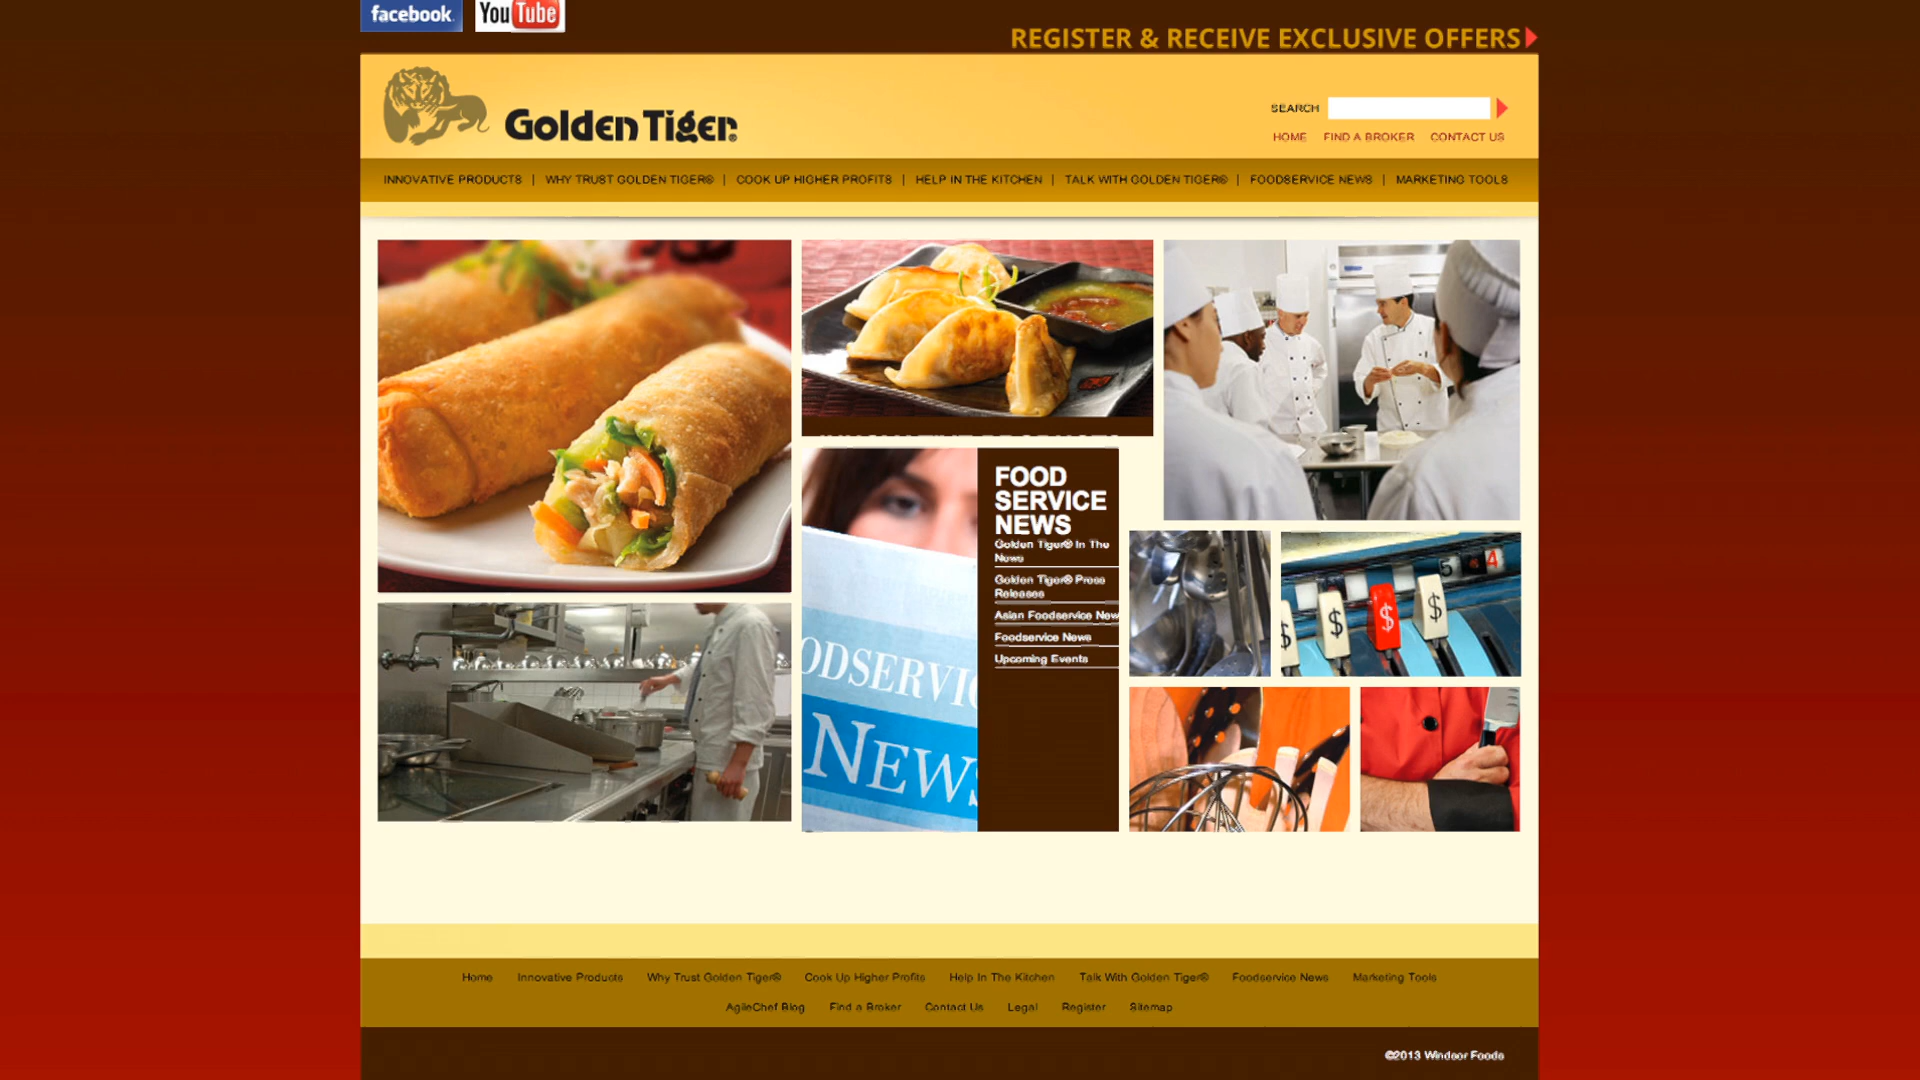 facebook.
YouTube
REGISTER & RECEIVE EXCLUSIVE OFFERS
Golden Tiger®
SEARCH
HOME FIND A BROKER CONTACT US
INNOVATIVE PRODUCTS | WHY TRUST GOLDEN TIGER® | COOK UP HIGHER PROFITS | HELP IN THE KITCHEN | TALK WITH GOLDEN TIGER® | FOODSERVICE NEWS | MARKETING TOOLS
FOOD
SERVICE
NEWS
Golden Tiger® In The
News
Golden Tiger® Press
Releases
Asian Foodservice New
Foodservice News
Upcoming Events
ODSERVIC
NEWS
5 4
$ $ $ $
Home Innovative Products Why Trust Golden Tiger® Cook Up Higher Profits Help In The Kitchen Talk With Golden Tiger® Foodservice News Marketing Tools
AgileChef Blog Find a Broker Contact Us Legal Register Sitemap
©2013 Windsor Foods